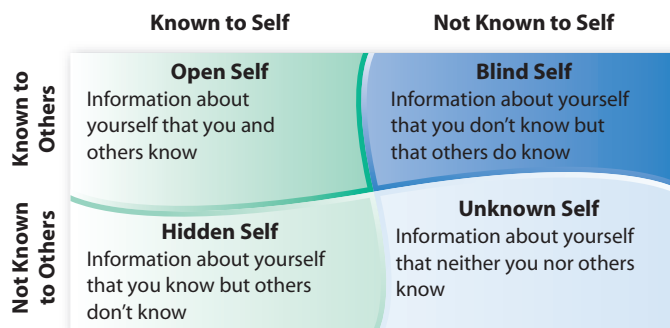 Known to Self
Not Known to Self
Known to
Others
Open Self
Information about
yourself that you and
others know
Blind Self
Information about yourself
that you don't know but
that others do know
Not Known
to Others
Hidden Self
Information about yourself
that you know but others
don't know
Unknown Self
Information about yourself
that neither you nor others
know